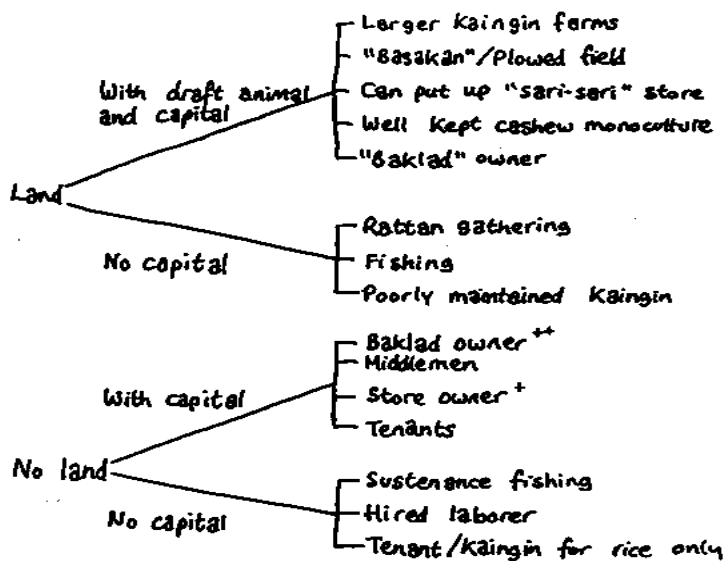 Larger Kaingin farms
"Basakan"/Plowed field
With draft animal
and capital
Can put up "sari-sari" store
Well Kept cashew monoculture
"Baklad" owner
Land
Rattan gathering
No capital
Fishing
Poorly maintained Kaingin
Baklad owner ++
Middlemen
With capital
Store owner +
Tenants
No land
Sustenance fishing
No capital
Hired laborer
Tenant/Kaingin for rice only